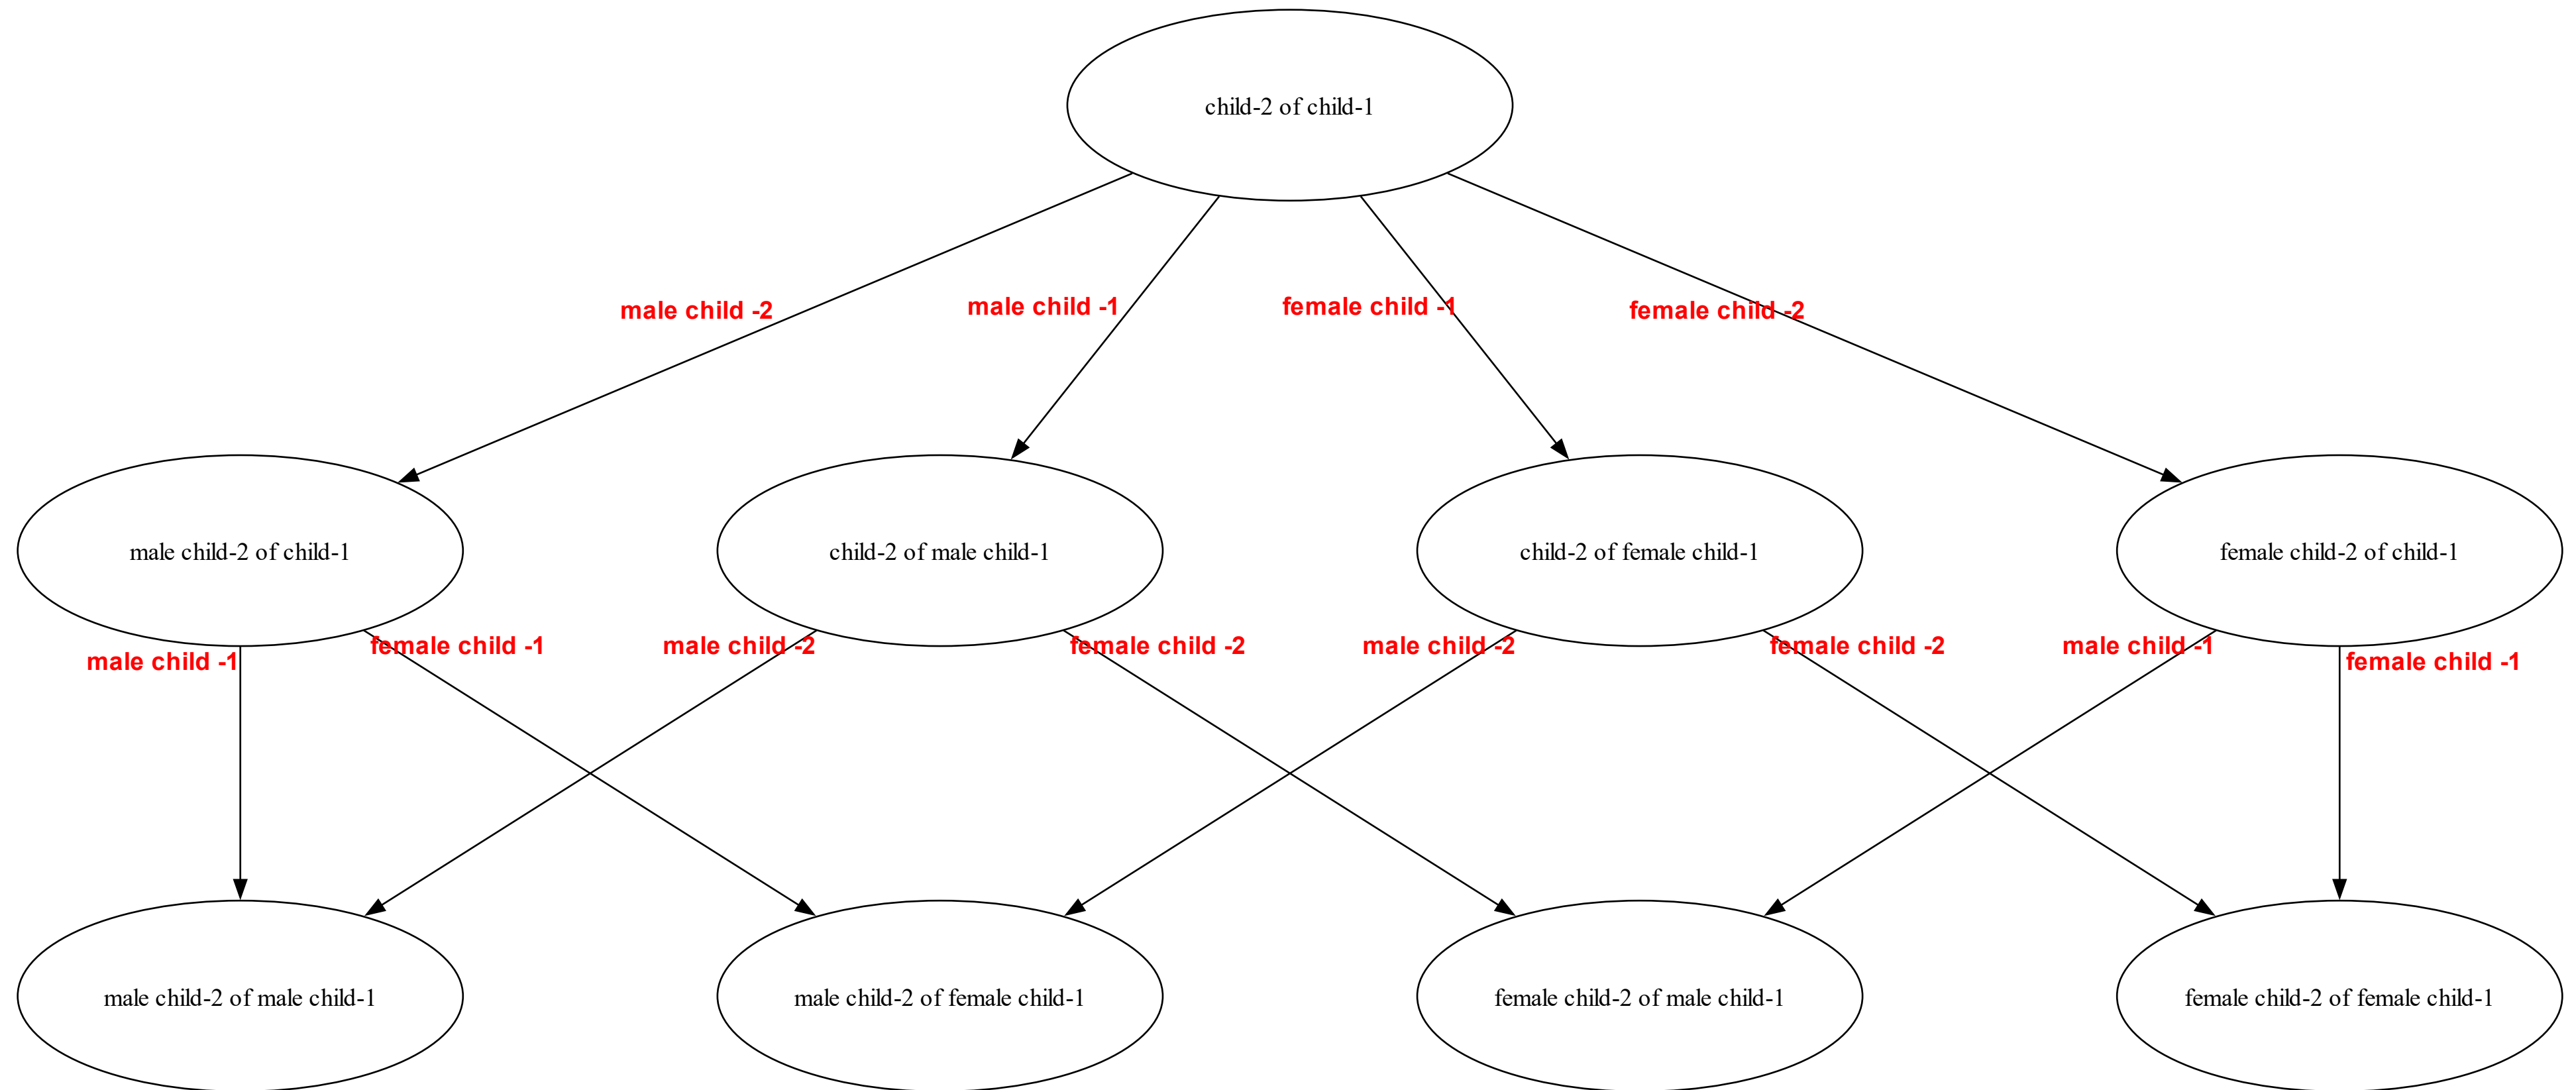 child-2 of child-1
male child -2
male child -1
female child -1
female child -2
male child-2 of child-1
child-2 of male child-1
child-2 of female child-1
female child-2 of child-1
male child -1
female child -1
male child -2
female child -2
male child -2
female child -2
male child -1
female child -1
male child-2 of male child-1
male child-2 of female child-1
female child-2 of male child-1
female child-2 of female child-1